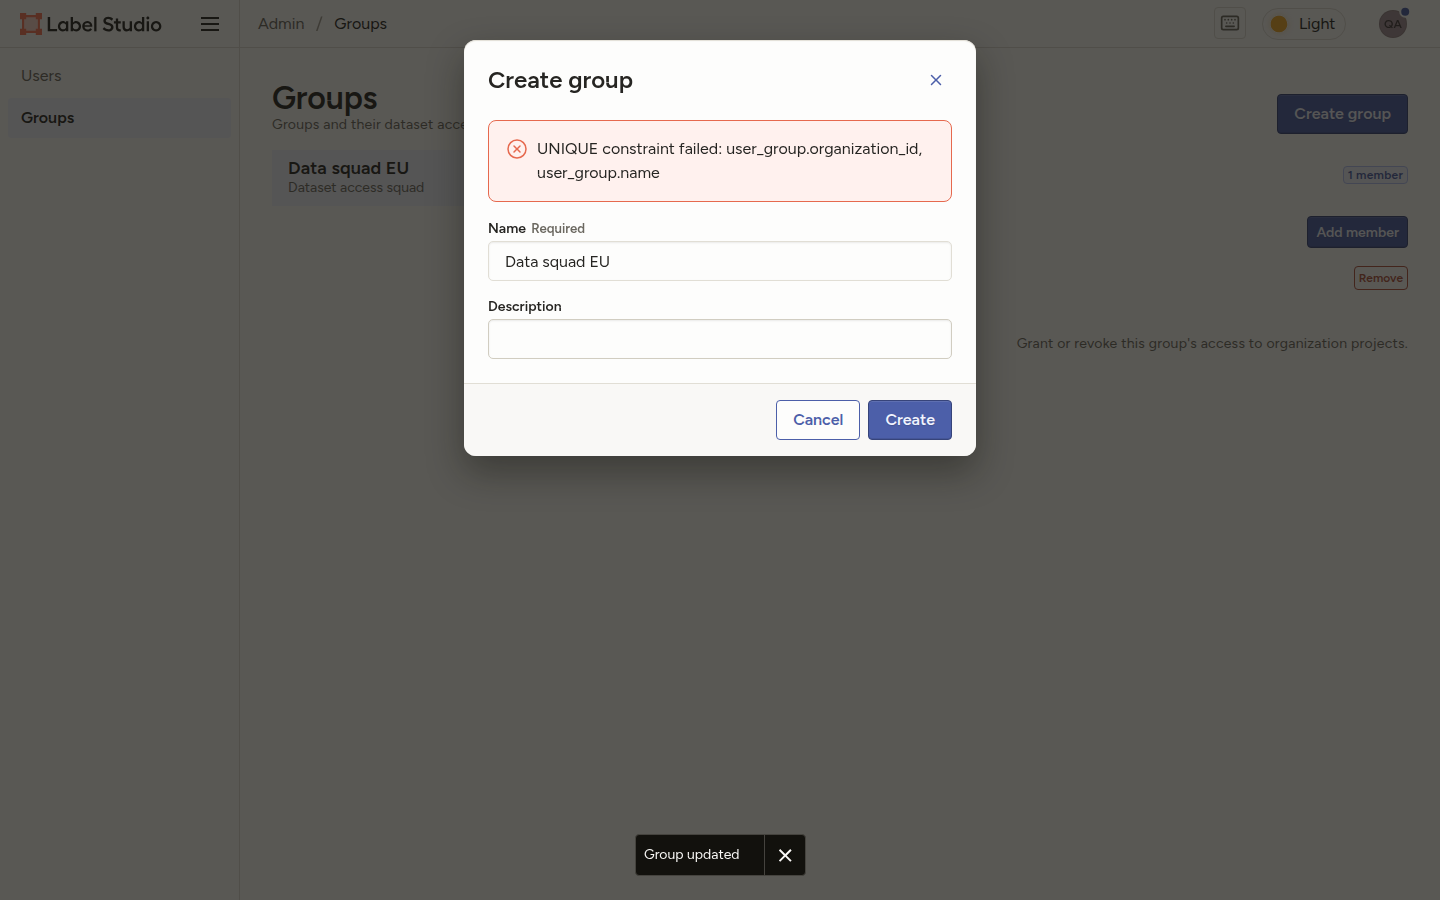 Label Studio
Admin / Groups
Light
QA
Users
Groups
Groups
Groups and their dataset acce
Create group
Data squad EU
Dataset access squad
1 member
Add member
Remove
Grant or revoke this group's access to organization projects.
Create group
UNIQUE constraint failed: user_group.organization_id,
user_group.name
Name Required
Data squad EU
Description
Cancel
Create
Group updated